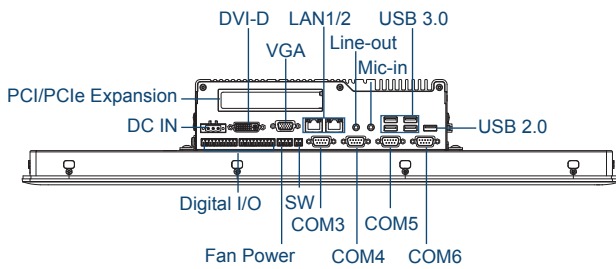 DVI-D
LAN1/2
USB 3.0
VGA
Line-out
Mic-in
PCI/PCIe Expansion
DC IN
USB 2.0
Digital I/O
SW
COM3
COM5
Fan Power
COM4
COM6